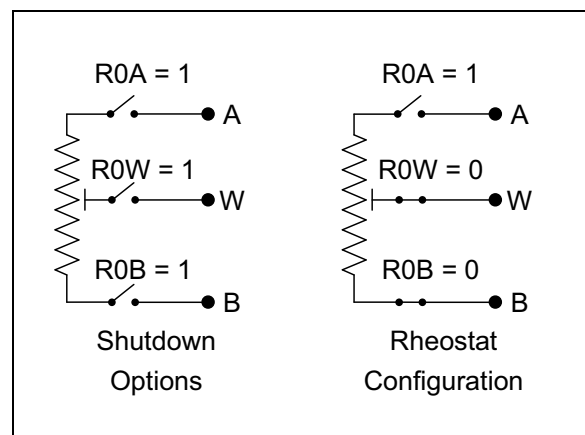 R0A = 1
A
R0W = 1
W
R0B = 1
B
Shutdown
Options
R0A = 1
A
R0W = 0
W
R0B = 0
B
Rheostat
Configuration